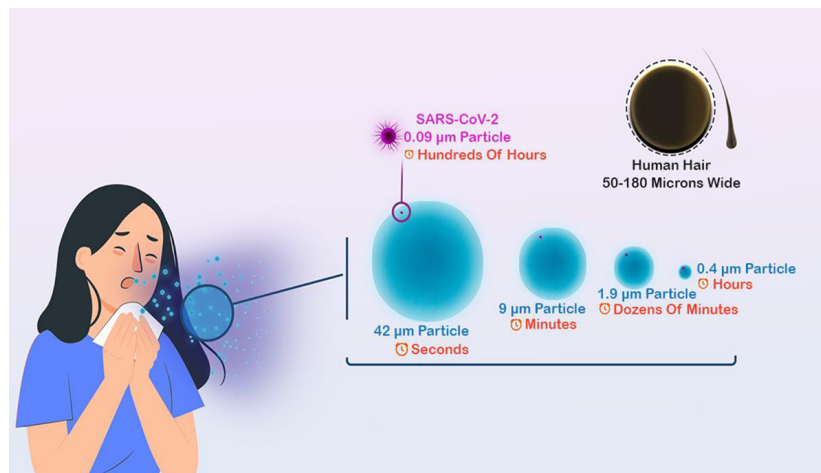 SARS-CoV-2
0.09 µm Particle
Hundreds Of Hours
Human Hair
50-180 Microns Wide
42 µm Particle
Seconds
9 µm Particle
Minutes
1.9 µm Particle
Dozens Of Minutes
0.4 µm Particle
Hours